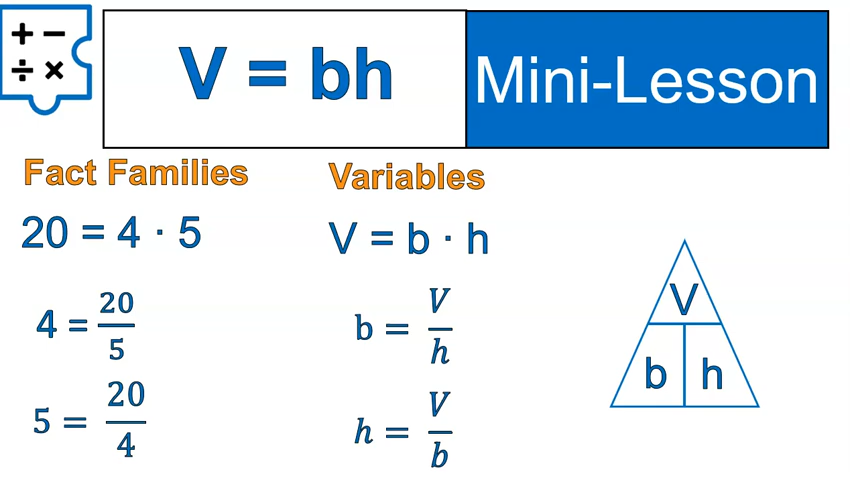 + −
÷ ×
V = bh
Mini-Lesson
Fact Families
20 = 4 · 5
4 = 20/5
5 = 20/4
Variables
V = b · h
b = V/h
h = V/b
V
b h